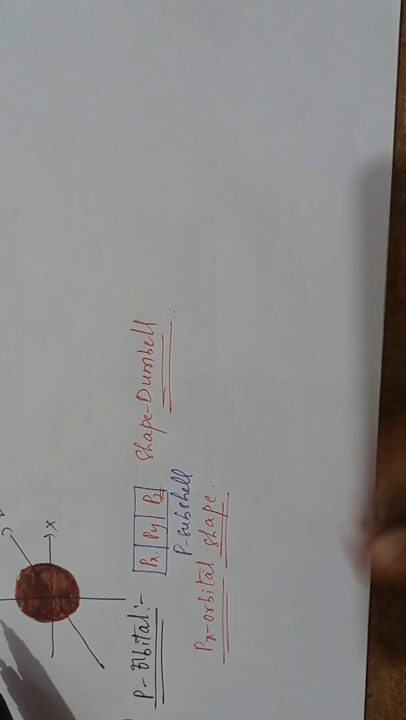 x
P-Orbital:- Px Py Pz Shape-Dumbell.
P-subshell
Px-orbital shape.